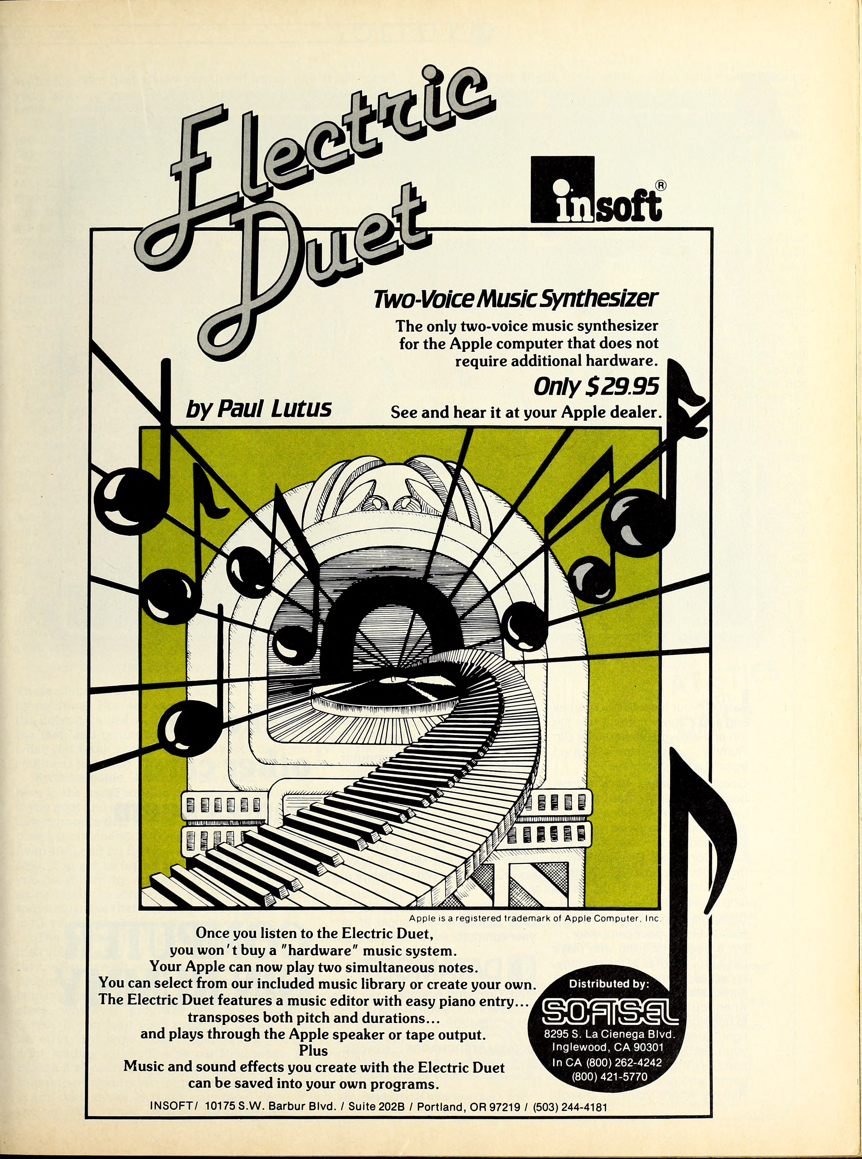 Electric
Duet
insoft®
Two-Voice Music Synthesizer
The only two-voice music synthesizer
for the Apple computer that does not
require additional hardware.
Only $29.95
by Paul Lutus
See and hear it at your Apple dealer.
Apple is a registered trademark of Apple Computer, Inc.
Once you listen to the Electric Duet,
you won't buy a "hardware" music system.
Your Apple can now play two simultaneous notes.
You can select from our included music library or create your own.
The Electric Duet features a music editor with easy piano entry...
transposes both pitch and durations...
and plays through the Apple speaker or tape output.
Plus
Music and sound effects you create with the Electric Duet
can be saved into your own programs.
Distributed by:
SOFTSEL
8295 S. La Cienega Blvd.
Inglewood, CA 90301
In CA (800) 262-4242
(800) 421-5770
INSOFT/ 10175 S.W. Barbur Blvd. / Suite 202B / Portland, OR 97219 / (503) 244-4181